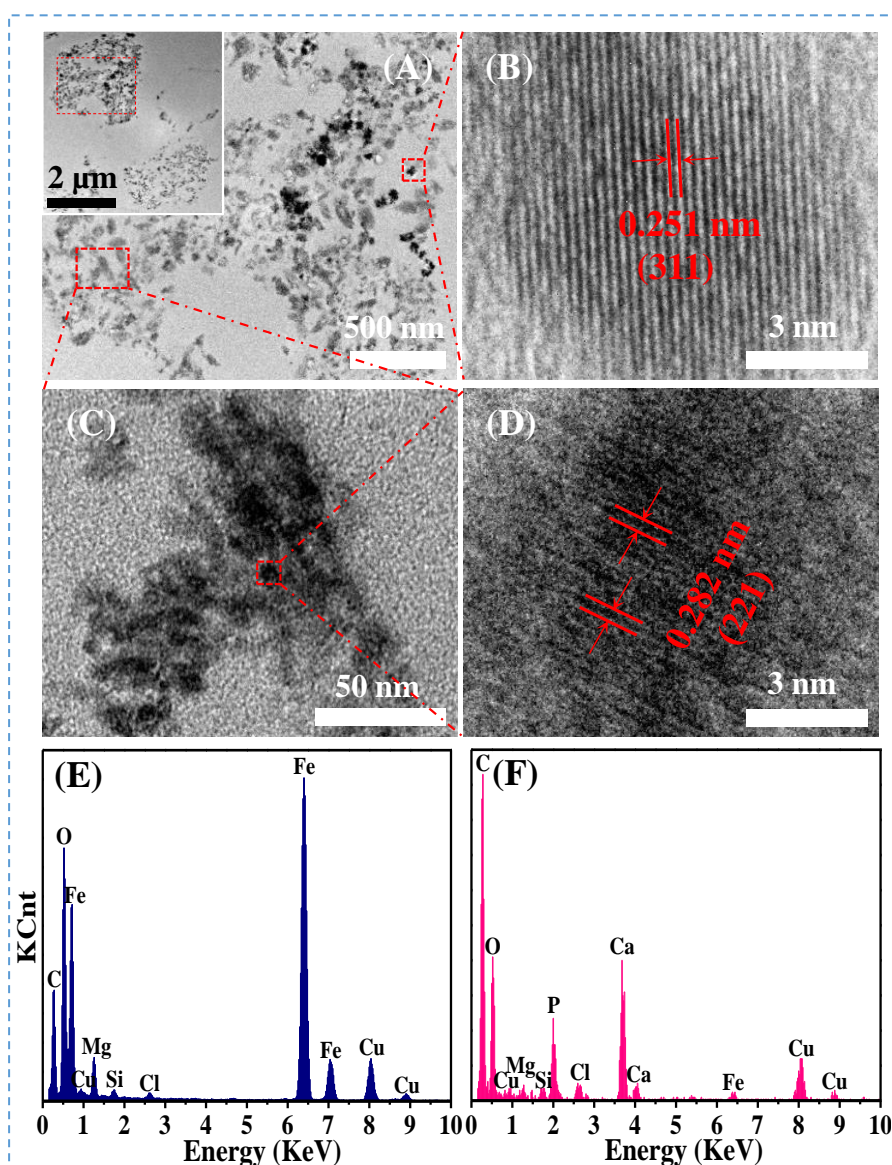 (A)
2 μm
500 nm
(B)
0.251 nm
(311)
3 nm
(C)
50 nm
(D)
0.282 nm
(221)
3 nm
(E)
KCnt
C
O
Fe
Cu
Mg
Si
Cl
Fe
Fe
Cu
Cu
0 1 2 3 4 5 6 7 8 9 10
Energy (KeV)
(F)
C
O
Cu
Mg
Si
P
Cl
Ca
Ca
Fe
Cu
Cu
0 1 2 3 4 5 6 7 8 9 10
Energy (KeV)